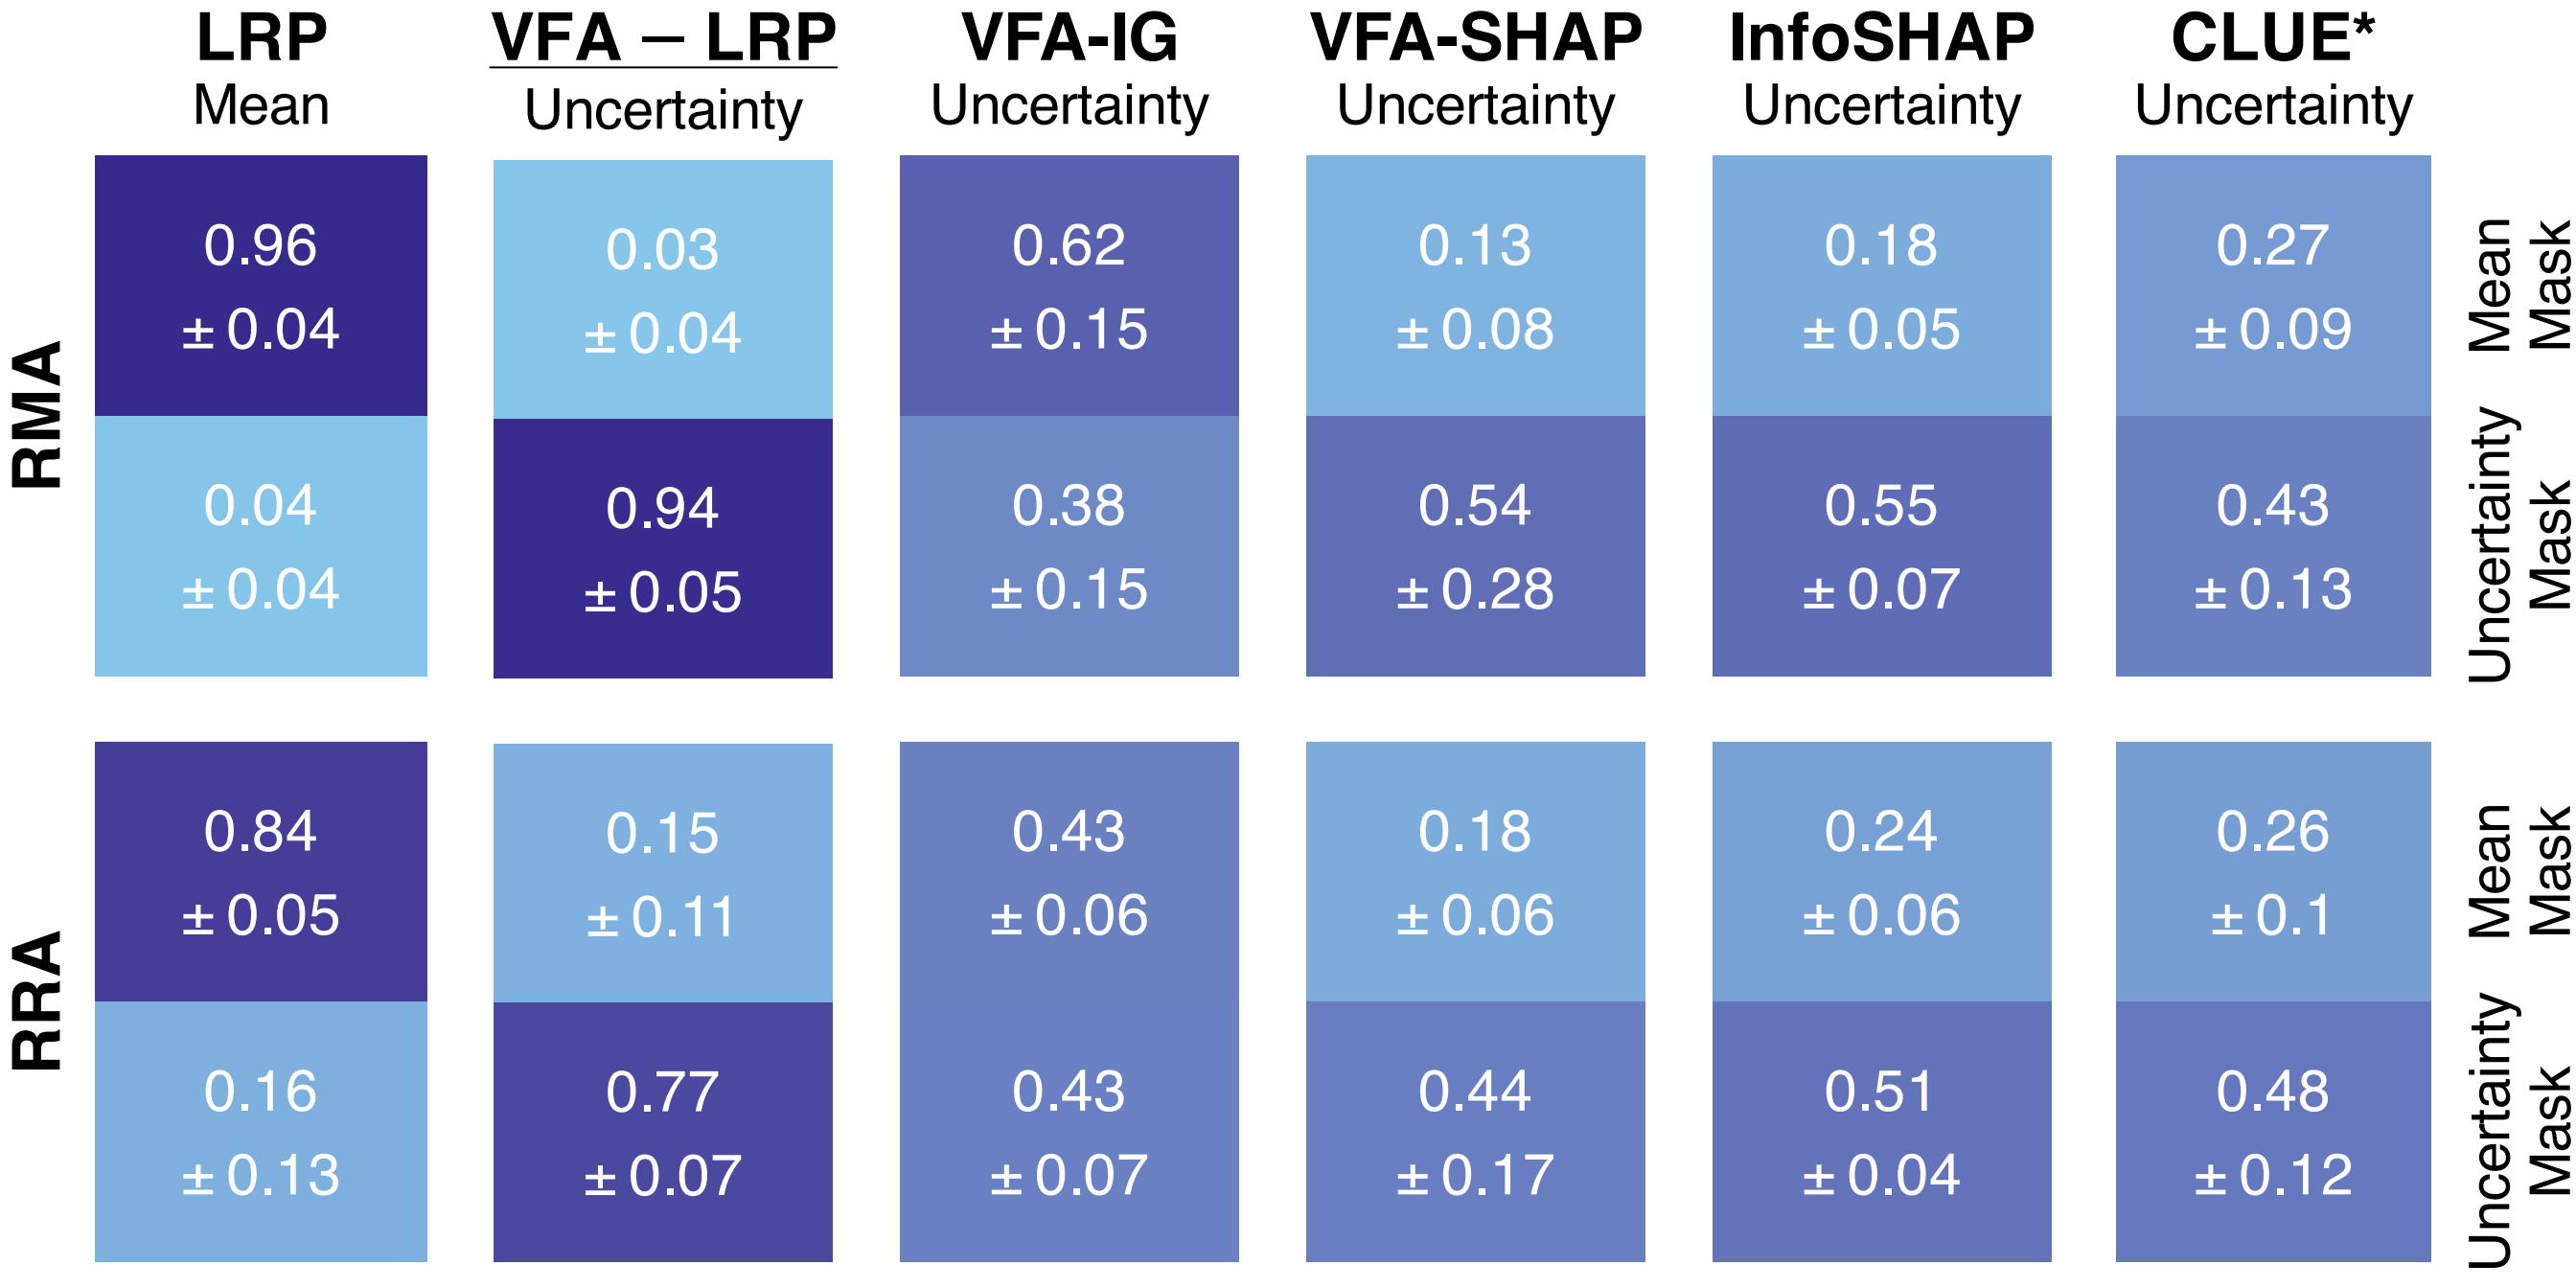 LRP VFA – LRP VFA-IG VFA-SHAP InfoSHAP CLUE*
Mean Uncertainty Uncertainty Uncertainty Uncertainty Uncertainty
RMA
0.96 0.03 0.62 0.13 0.18 0.27
± 0.04 ± 0.04 ± 0.15 ± 0.08 ± 0.05 ± 0.09
Mean
Mask
0.04 0.94 0.38 0.54 0.55 0.43
± 0.04 ± 0.05 ± 0.15 ± 0.28 ± 0.07 ± 0.13
Uncertainty
Mask
RRA
0.84 0.15 0.43 0.18 0.24 0.26
± 0.05 ± 0.11 ± 0.06 ± 0.06 ± 0.06 ± 0.1
Mean
Mask
0.16 0.77 0.43 0.44 0.51 0.48
± 0.13 ± 0.07 ± 0.07 ± 0.17 ± 0.04 ± 0.12
Uncertainty
Mask